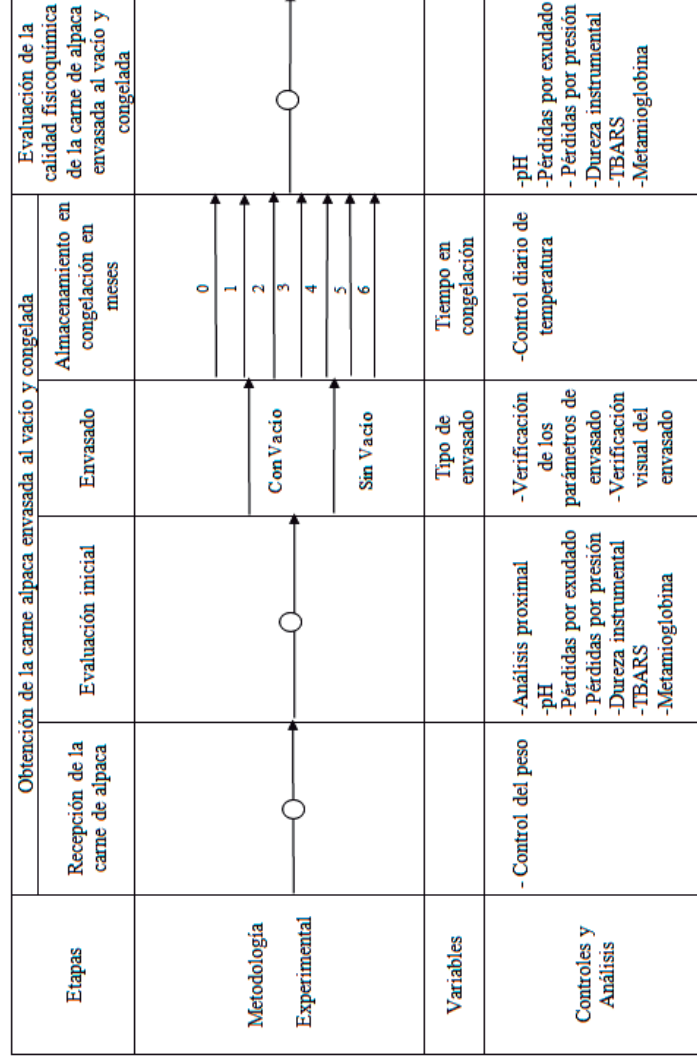 Obtención de la carne alpaca envasada al vacío y congelada
Evaluación de la
calidad fisicoquímica
de la carne de alpaca
envasada al vacío y
congelada
Etapas
Recepción de la
carne de alpaca
Evaluación inicial
Envasado
Almacenamiento en
congelación en
meses
Metodología
Experimental
Con Vacio
Sin Vacío
0
1
2
3
4
5
6
Variables
Tipo de
envasado
Tiempo en
congelación
Controles y
Análisis
- Control del peso
-Análisis proximal
-pH
-Pérdidas por exudado
- Pérdidas por presión
-Dureza instrumental
-TBARS
-Metamioglobina
-Verificación
de los
parámetros de
envasado
-Verificación
visual del
envasado
-Control diario de
temperatura
-pH
-Pérdidas por exudado
- Pérdidas por presión
-Dureza instrumental
-TBARS
-Metamioglobina